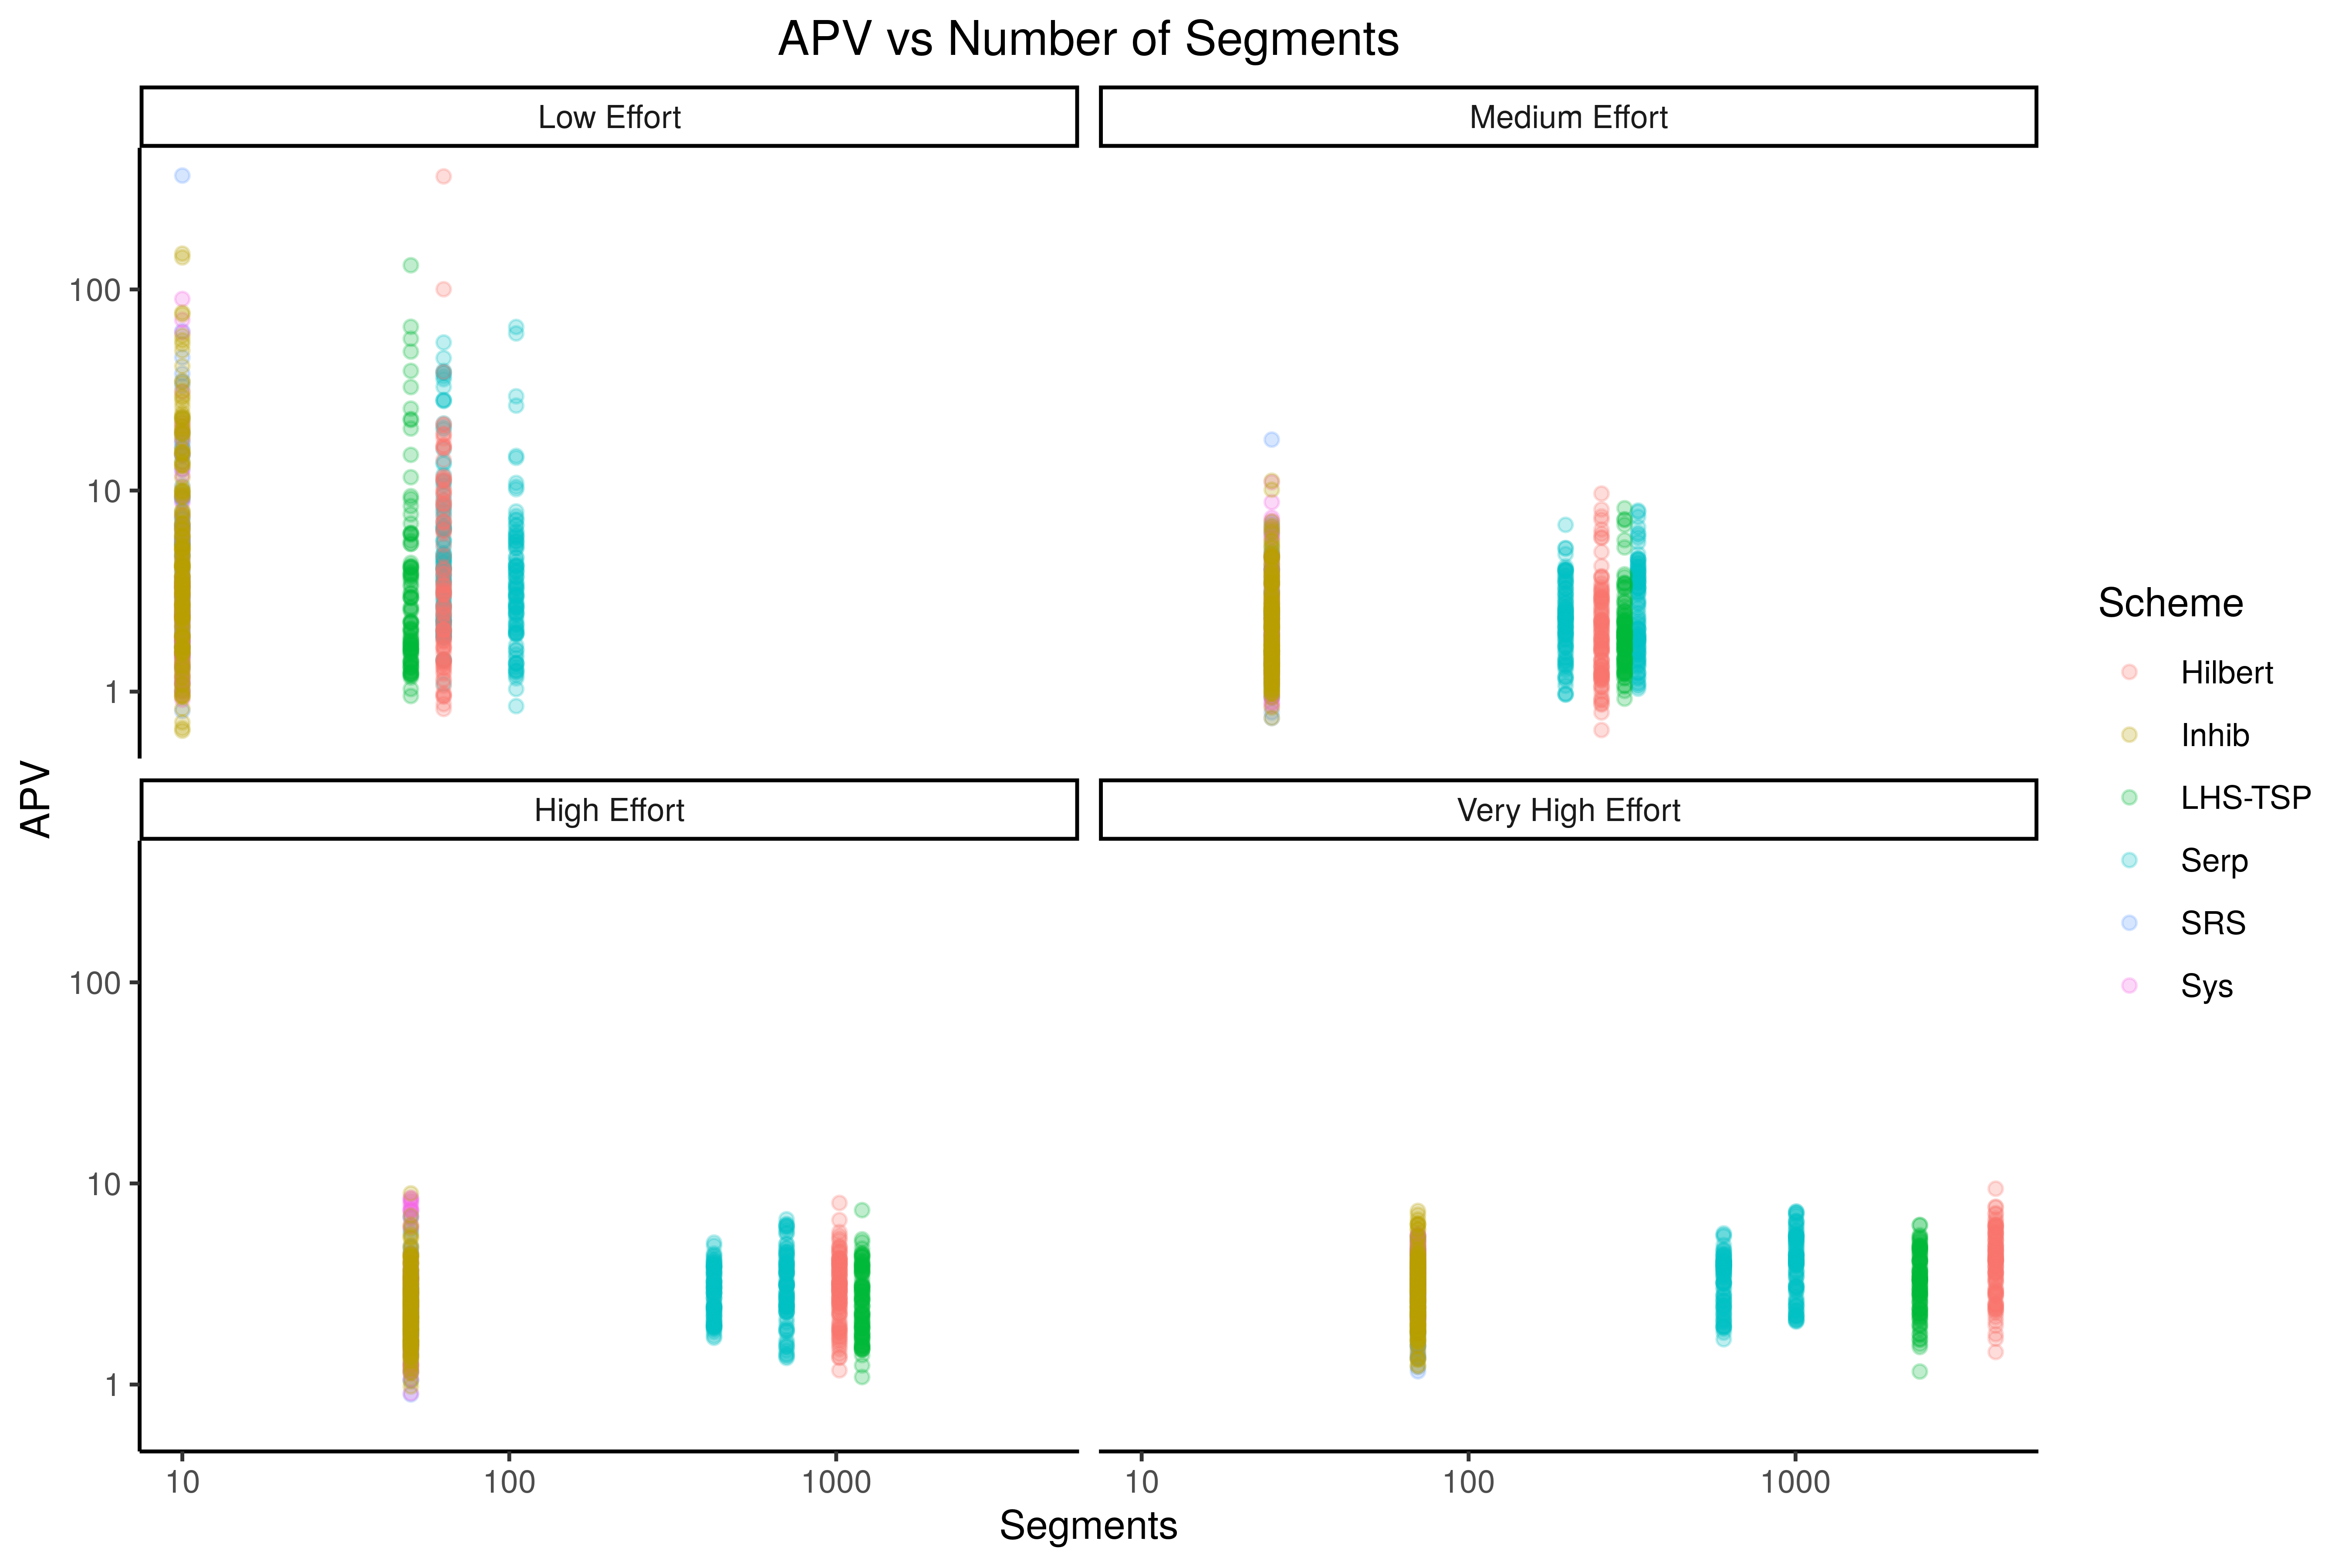 APV vs Number of Segments
Low Effort
Medium Effort
100
10
1
High Effort
Very High Effort
100
10
1
10
100
1000
10
100
1000
Segments
APV
Scheme
Hilbert
Inhib
LHS-TSP
Serp
SRS
Sys